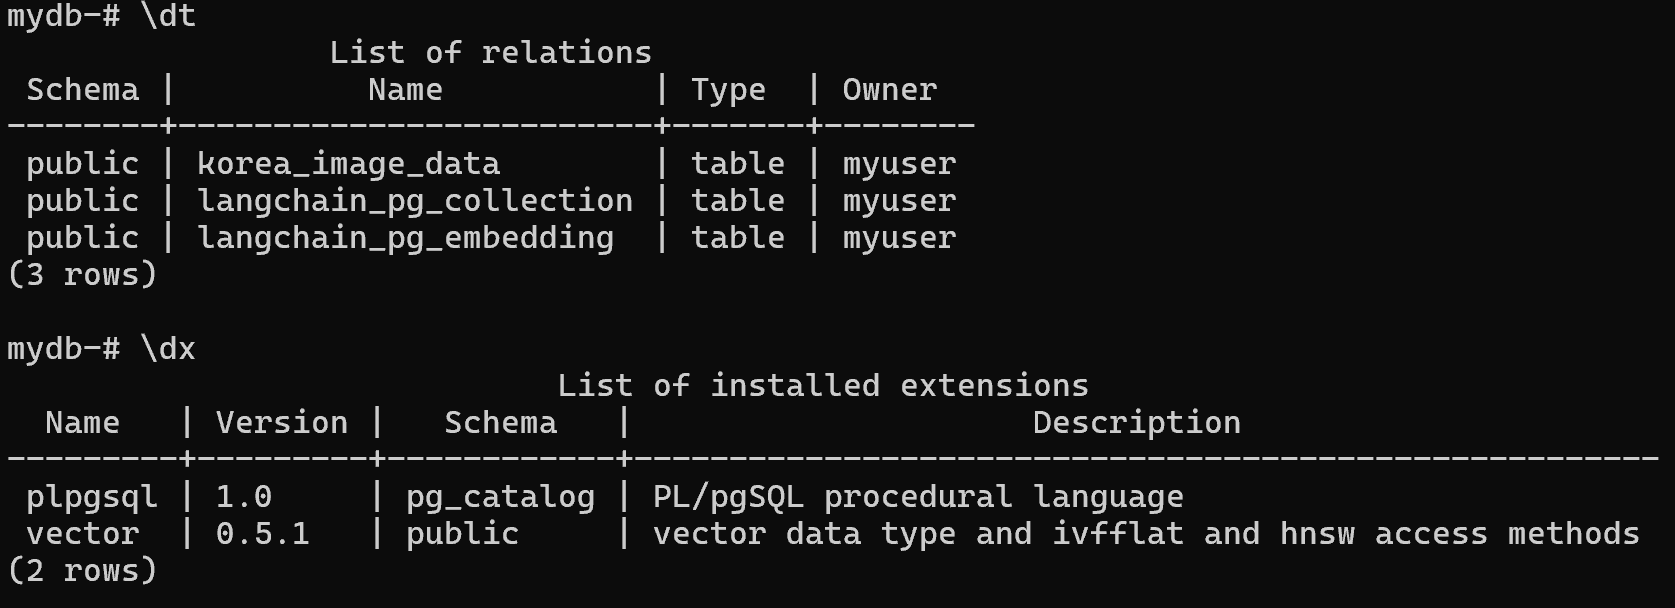 mydb-# \dt
                 List of relations
 Schema |          Name           | Type  | Owner
--------+-------------------------+-------+--------
 public | korea_image_data        | table | myuser
 public | langchain_pg_collection | table | myuser
 public | langchain_pg_embedding  | table | myuser
(3 rows)

mydb-# \dx
                             List of installed extensions
  Name   | Version |   Schema   |                     Description
---------+---------+------------+------------------------------------------------------
 plpgsql | 1.0     | pg_catalog | PL/pgSQL procedural language
 vector  | 0.5.1   | public     | vector data type and ivfflat and hnsw access methods
(2 rows)